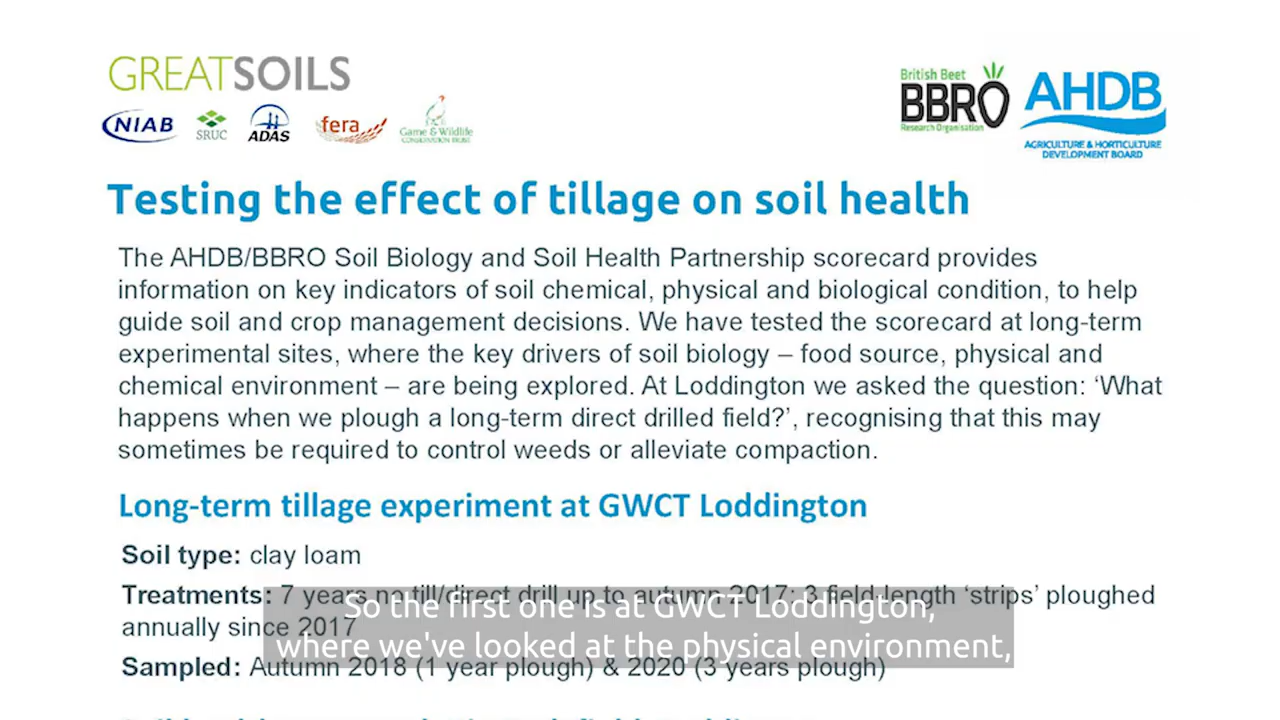 GREATSOILS
NIAB
SRUC
ADAS
fera
Game & Wildlife
CONSERVATION TRUST
British Beet
BBRO
Research Organisation
AHDB
AGRICULTURE & HORTICULTURE
DEVELOPMENT BOARD
Testing the effect of tillage on soil health
The AHDB/BBRO Soil Biology and Soil Health Partnership scorecard provides
information on key indicators of soil chemical, physical and biological condition, to help
guide soil and crop management decisions. We have tested the scorecard at long-term
experimental sites, where the key drivers of soil biology – food source, physical and
chemical environment – are being explored. At Loddington we asked the question: ‘What
happens when we plough a long-term direct drilled field?’, recognising that this may
sometimes be required to control weeds or alleviate compaction.
Long-term tillage experiment at GWCT Loddington
Soil type: clay loam
Treatments: 7 years no till/direct drill up to autumn 2017; 3 field-length ‘strips’ ploughed
annually since 2017
Sampled: Autumn 2018 (1 year plough) & 2020 (3 years plough)
So the first one is at GWCT Loddington,
where we've looked at the physical environment,